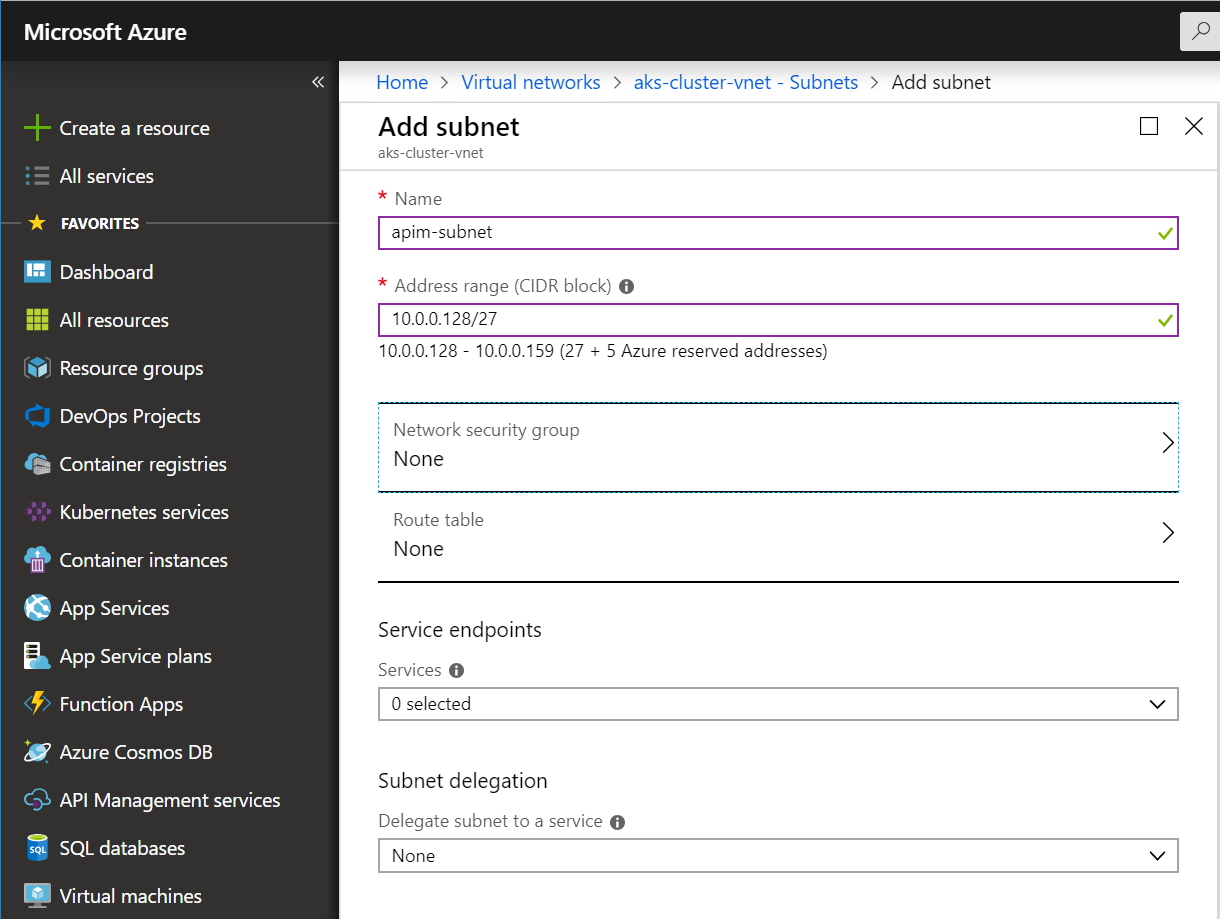 Microsoft Azure
Home > Virtual networks > aks-cluster-vnet - Subnets > Add subnet
Create a resource
All services
FAVORITES
Dashboard
All resources
Resource groups
DevOps Projects
Container registries
Kubernetes services
Container instances
App Services
App Service plans
Function Apps
Azure Cosmos DB
API Management services
SQL
SQL databases
Virtual machines
Add subnet
aks-cluster-vnet
* Name
apim-subnet
* Address range (CIDR block)
10.0.0.128/27
10.0.0.128 - 10.0.0.159 (27 + 5 Azure reserved addresses)
Network security group
None
Route table
None
Service endpoints
Services
0 selected
Subnet delegation
Delegate subnet to a service
None